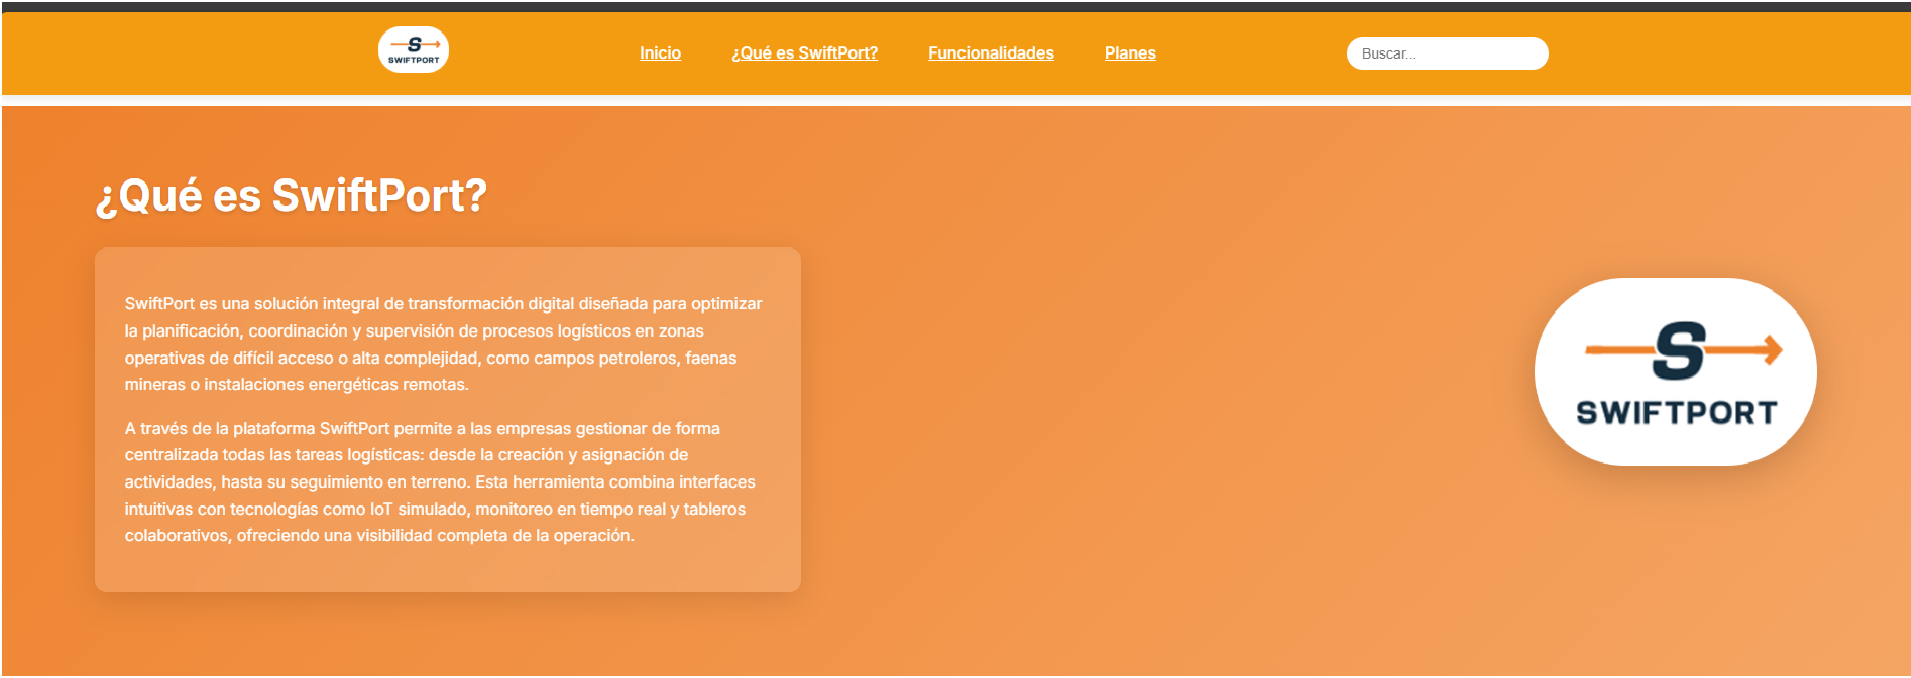 S
SWIFTPORT
Inicio
¿Qué es SwiftPort?
Funcionalidades
Planes
Buscar...
¿Qué es SwiftPort?
SwiftPort es una solución integral de transformación digital diseñada para optimizar
la planificación, coordinación y supervisión de procesos logísticos en zonas
operativas de difícil acceso o alta complejidad, como campos petroleros, faenas
mineras o instalaciones energéticas remotas.
A través de la plataforma SwiftPort permite a las empresas gestionar de forma
centralizada todas las tareas logísticas: desde la creación y asignación de
actividades, hasta su seguimiento en terreno. Esta herramienta combina interfaces
intuitivas con tecnologías como IoT simulado, monitoreo en tiempo real y tableros
colaborativos, ofreciendo una visibilidad completa de la operación.
S
SWIFTPORT